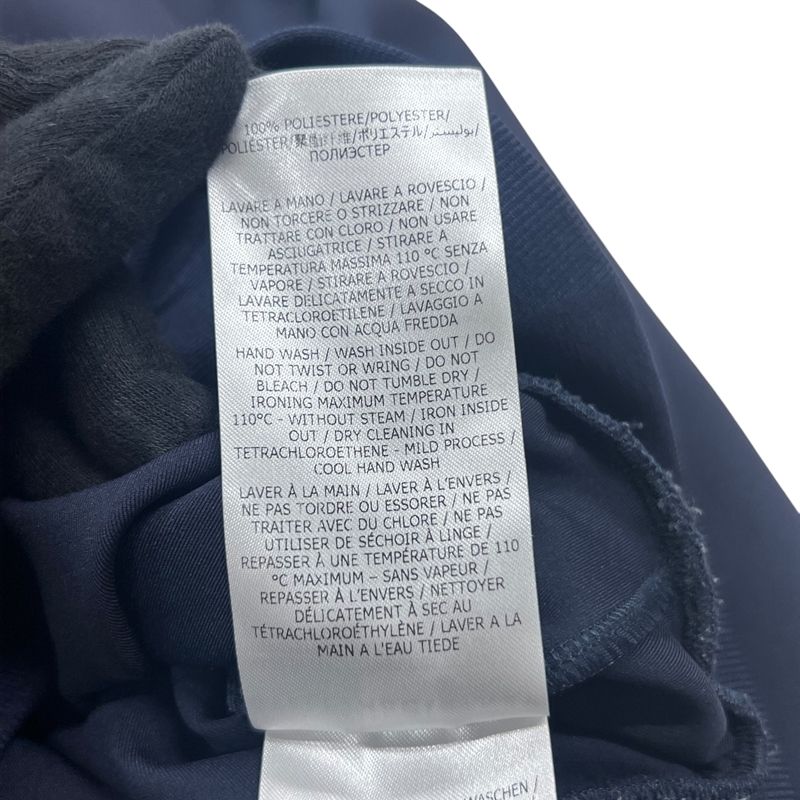 100% POLIESTERE/POLYESTER/
POLIESTER/聚酯纤维/ポリエステル/بوليستر/
ПОЛИЭСТЕР
LAVARE A MANO / LAVARE A ROVESCIO /
NON TORCERE O STRIZZARE / NON
TRATTARE CON CLORO / NON USARE
ASCIUGATRICE / STIRARE A
TEMPERATURA MASSIMA 110 °C SENZA
VAPORE / STIRARE A ROVESCIO /
LAVARE DELICATAMENTE A SECCO IN
TETRACLOROETILENE / LAVAGGIO A
MANO CON ACQUA FREDDA
HAND WASH / WASH INSIDE OUT / DO
NOT TWIST OR WRING / DO NOT
BLEACH / DO NOT TUMBLE DRY /
IRONING MAXIMUM TEMPERATURE
110°C - WITHOUT STEAM / IRON INSIDE
OUT / DRY CLEANING IN
TETRACHLOROETHENE - MILD PROCESS /
COOL HAND WASH
LAVER À LA MAIN / LAVER À L'ENVERS /
NE PAS TORDRE OU ESSORER / NE PAS
TRAITER AVEC DU CHLORE / NE PAS
UTILISER DE SÉCHOIR À LINGE /
REPASSER À UNE TEMPÉRATURE DE 110
°C MAXIMUM – SANS VAPEUR /
REPASSER À L'ENVERS / NETTOYER
DÉLICATEMENT À SEC AU
TÉTRACHLOROÉTHYLÈNE / LAVER A LA
MAIN A L'EAU TIEDE
WASCHEN /